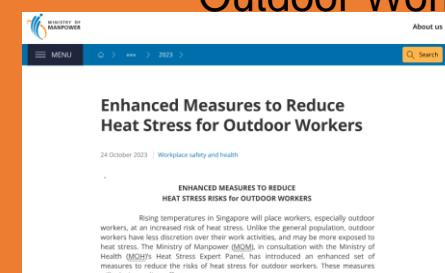 Outdoor Wor
MINISTRY OF
MANPOWER
About us
MENU
2023
Search
Enhanced Measures to Reduce
Heat Stress for Outdoor Workers
24 October 2023 | Workplace safety and health
ENHANCED MEASURES TO REDUCE
HEAT STRESS RISKS for OUTDOOR WORKERS
Rising temperatures in Singapore will place workers, especially outdoor
workers, at an increased risk of heat stress. Unlike the general population, outdoor
workers have less discretion over their work activities, and may be more exposed to
heat stress. The Ministry of Manpower (MOM), in consultation with the Ministry of
Health (MOH)'s Heat Stress Expert Panel, has introduced an enhanced set of
measures to reduce the risks of heat stress for outdoor workers. These measures